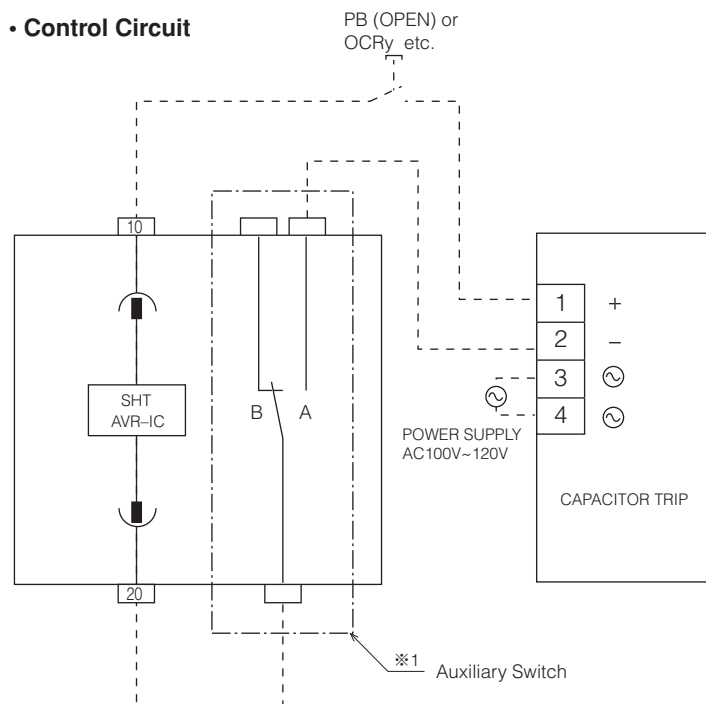 • Control Circuit
PB (OPEN) or
OCRy etc.
10
1 +
2 –
3
4
SHT
AVR–IC
B A
POWER SUPPLY
AC100V~120V
CAPACITOR TRIP
20
※1
Auxiliary Switch